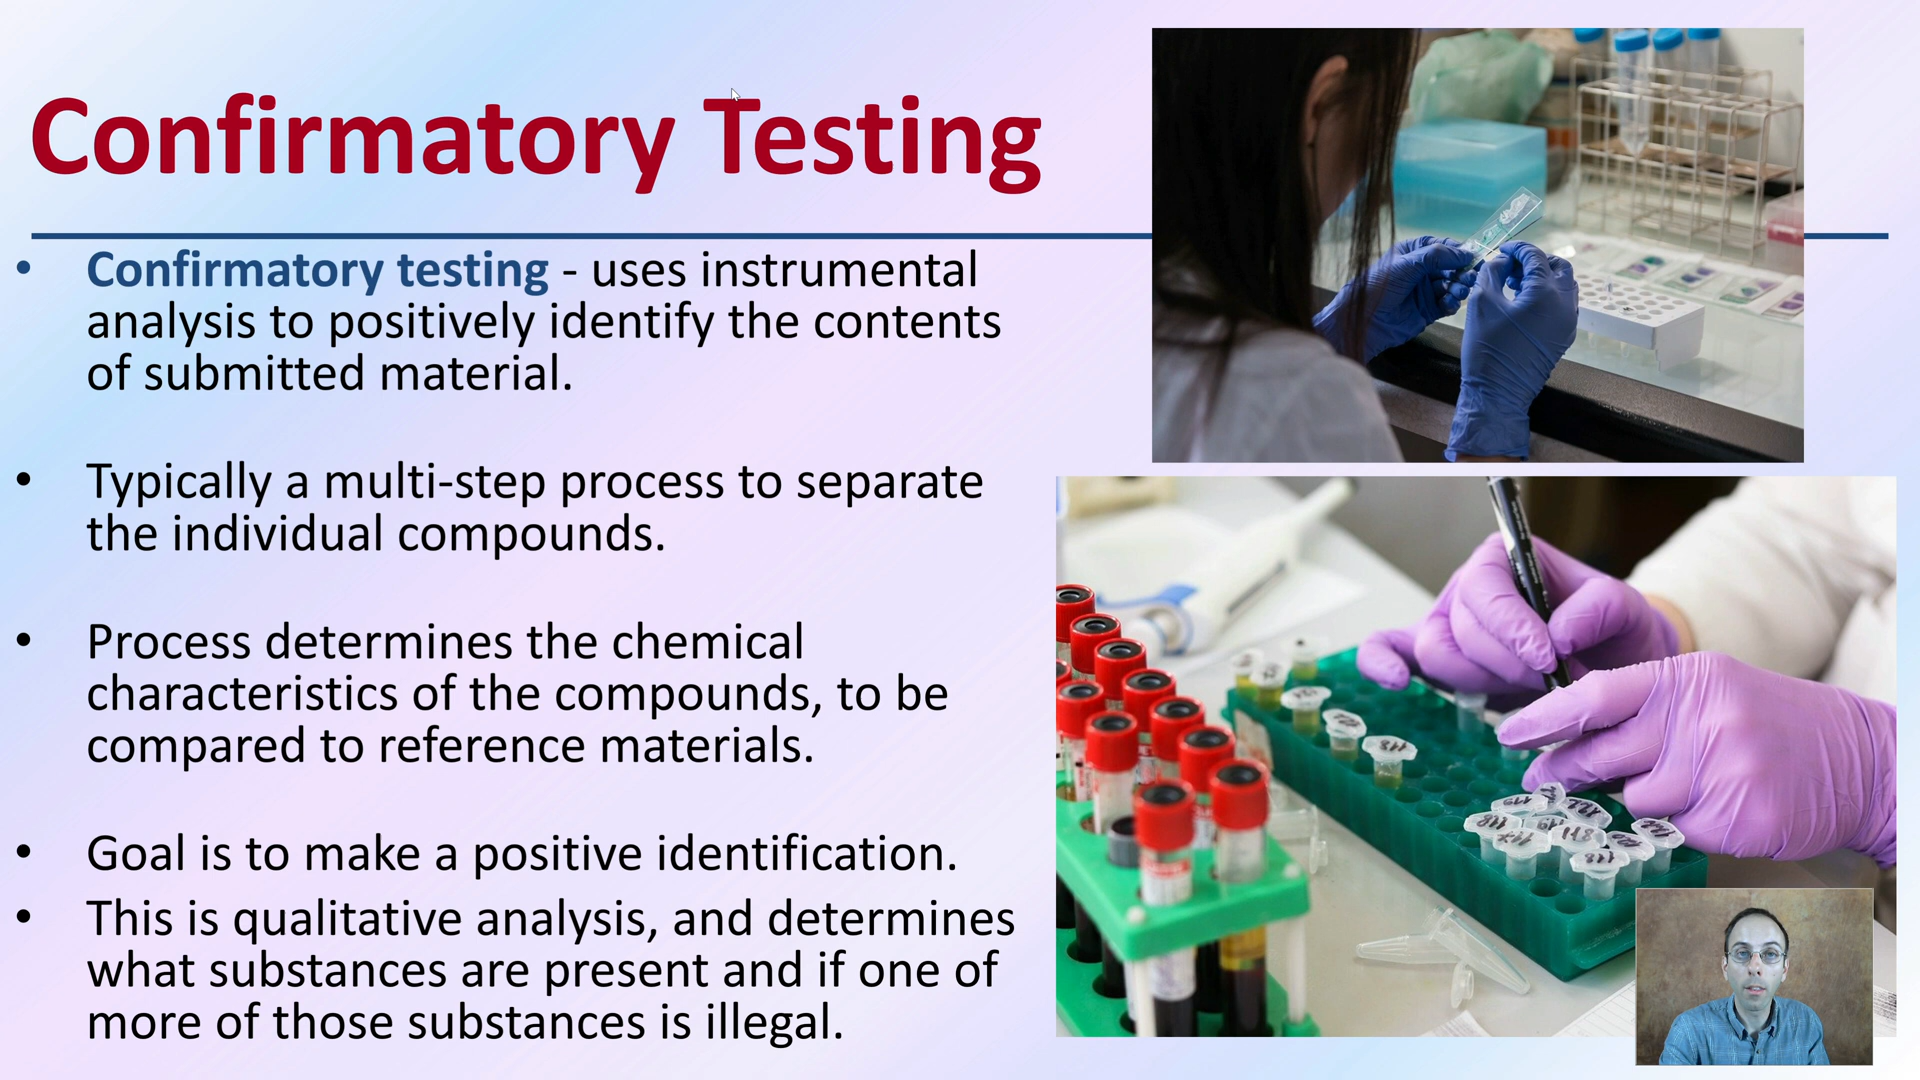 Confirmatory Testing
• Confirmatory testing - uses instrumental
analysis to positively identify the contents
of submitted material.
• Typically a multi-step process to separate
the individual compounds.
• Process determines the chemical
characteristics of the compounds, to be
compared to reference materials.
• Goal is to make a positive identification.
• This is qualitative analysis, and determines
what substances are present and if one of
more of those substances is illegal.